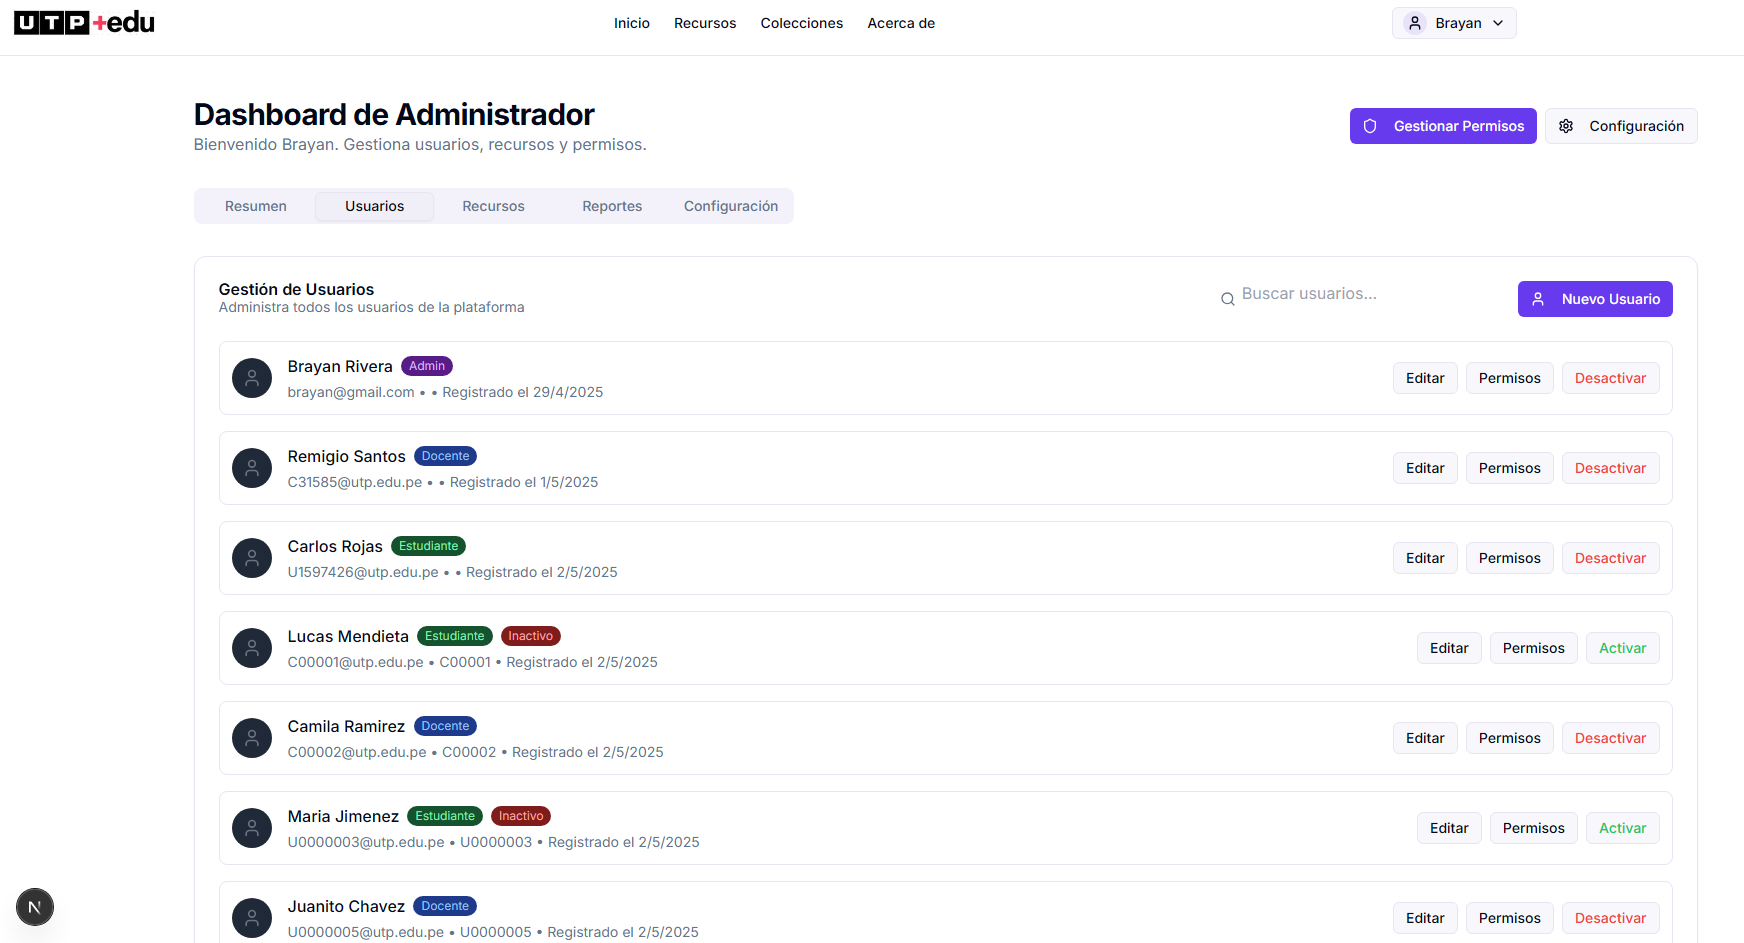 UTP+edu
Inicio Recursos Colecciones Acerca de
Brayan
Dashboard de Administrador
Bienvenido Brayan. Gestiona usuarios, recursos y permisos.
Gestionar Permisos
Configuración
Resumen Usuarios Recursos Reportes Configuración
Gestión de Usuarios
Administra todos los usuarios de la plataforma
Buscar usuarios...
Nuevo Usuario
Brayan Rivera Admin
brayan@gmail.com • • Registrado el 29/4/2025
Editar Permisos Desactivar
Remigio Santos Docente
C31585@utp.edu.pe • • Registrado el 1/5/2025
Editar Permisos Desactivar
Carlos Rojas Estudiante
U1597426@utp.edu.pe • • Registrado el 2/5/2025
Editar Permisos Desactivar
Lucas Mendieta Estudiante Inactivo
C00001@utp.edu.pe • C00001 • Registrado el 2/5/2025
Editar Permisos Activar
Camila Ramirez Docente
C00002@utp.edu.pe • C00002 • Registrado el 2/5/2025
Editar Permisos Desactivar
Maria Jimenez Estudiante Inactivo
U0000003@utp.edu.pe • U0000003 • Registrado el 2/5/2025
Editar Permisos Activar
Juanito Chavez Docente
U0000005@utp.edu.pe • U0000005 • Registrado el 2/5/2025
Editar Permisos Desactivar
N